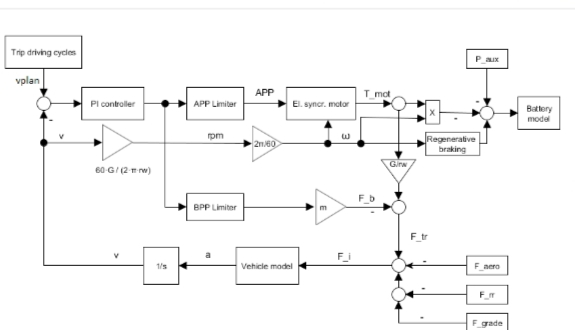 Trip driving cycles
P_aux
vplan
-
PI controller
APP Limiter
APP
El. syncr. motor
T_mot
X
-
-
Battery model
-
v
rpm
2π/60
ω
Regenerative
braking
60·G / (2·π·rw)
G/rw
BPP Limiter
m
F_b
-
F_tr
v
1/s
a
Vehicle model
F_i
-
F_aero
-
F_rr
-
F_grade